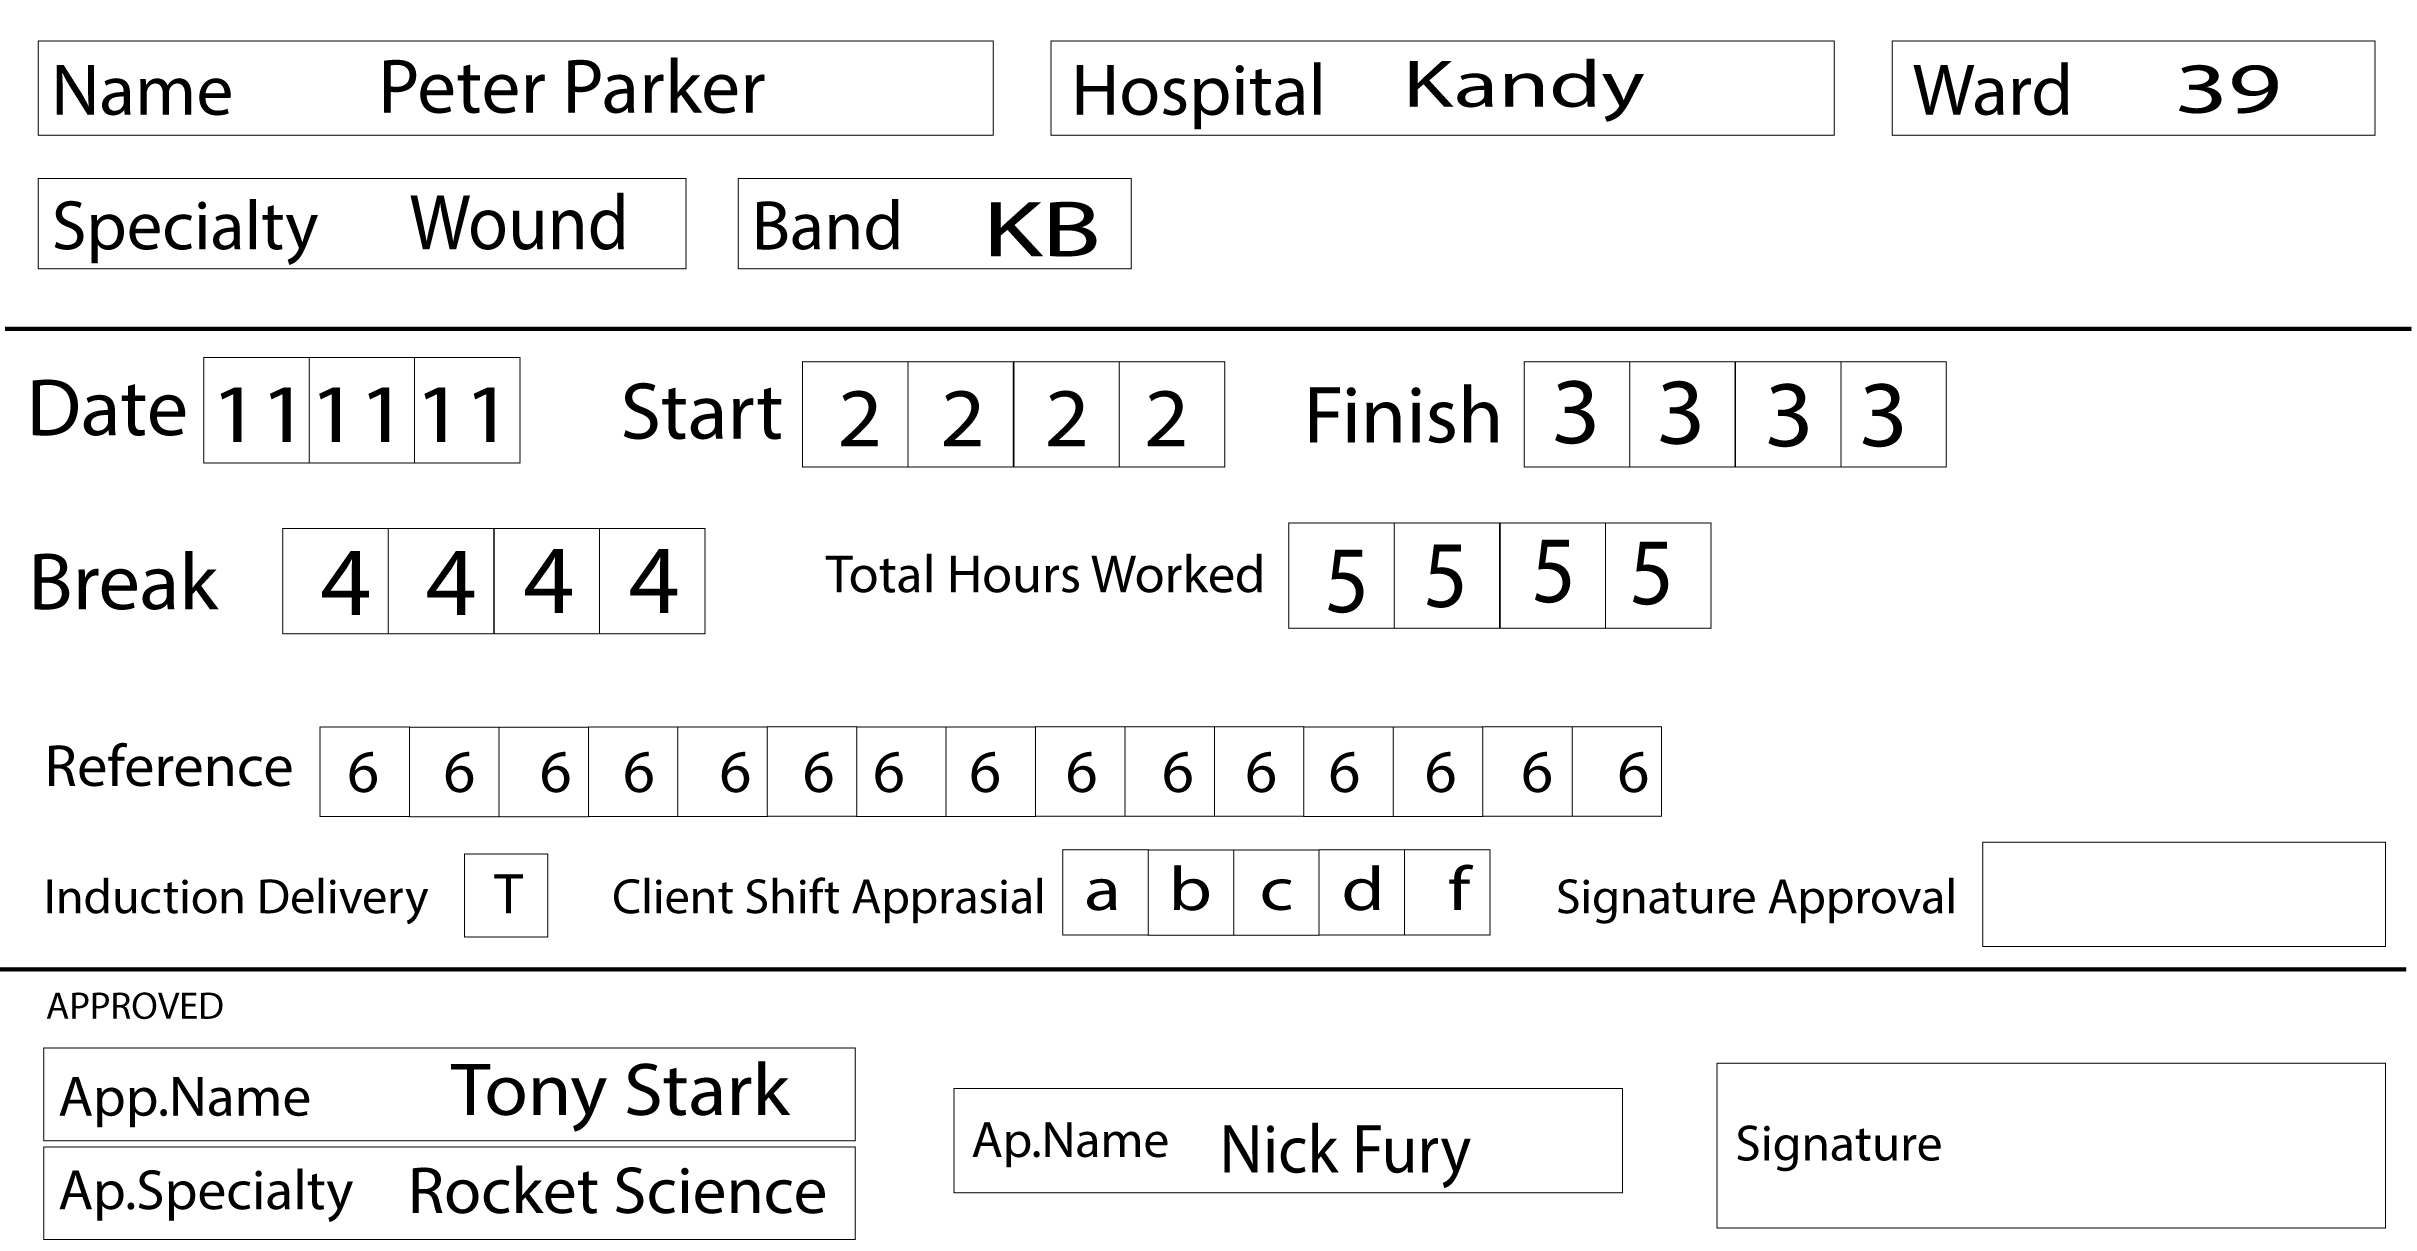 Name Peter Parker Hospital Kandy Ward 39
Specialty Wound Band KB
Date 11 11 11 Start 2 2 2 2 Finish 3 3 3 3
Break 4 4 4 4 Total Hours Worked 5 5 5 5
Reference 6 6 6 6 6 6 6 6 6 6 6 6 6 6 6
Induction Delivery T Client Shift Apprasial a b c d f Signature Approval
APPROVED
App.Name Tony Stark
Ap.Specialty Rocket Science
Ap.Name Nick Fury
Signature